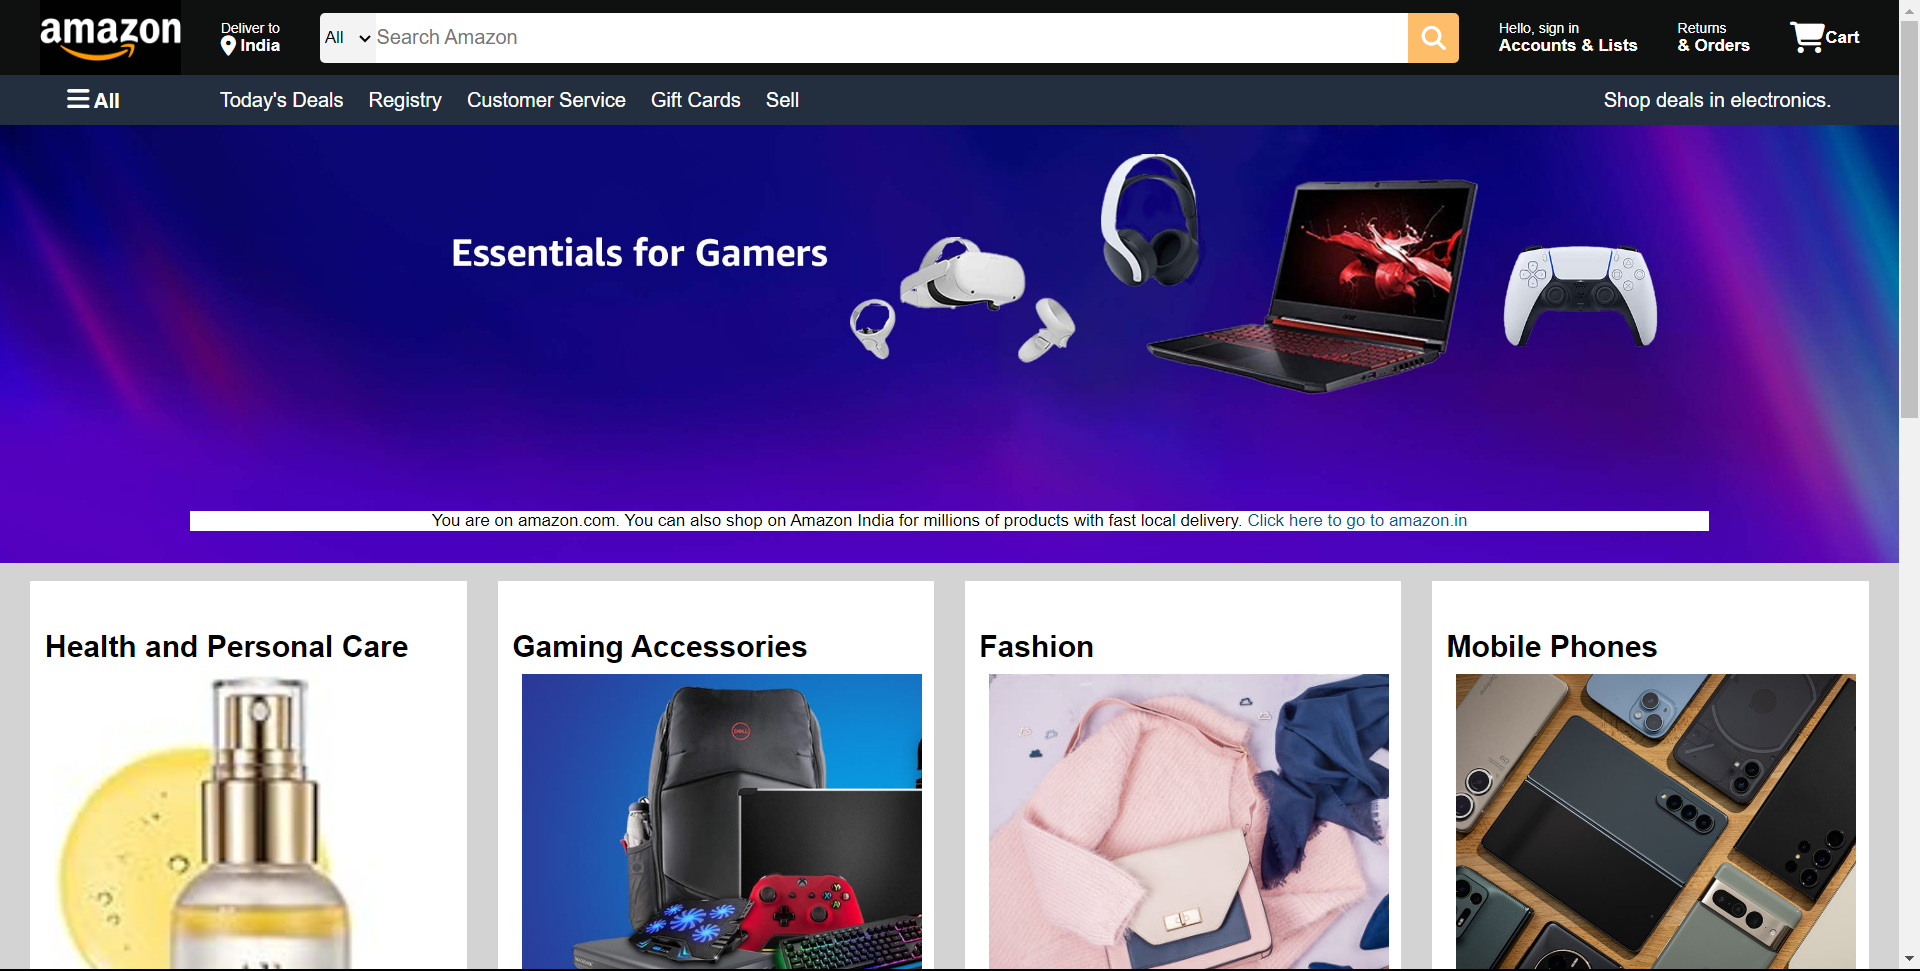 amazon
Deliver to
India
All
Search Amazon
Hello, sign in
Accounts & Lists
Returns
& Orders
Cart
All
Today's Deals
Registry
Customer Service
Gift Cards
Sell
Shop deals in electronics.
Essentials for Gamers
You are on amazon.com. You can also shop on Amazon India for millions of products with fast local delivery. Click here to go to amazon.in
Health and Personal Care
Gaming Accessories
Fashion
Mobile Phones
DELL